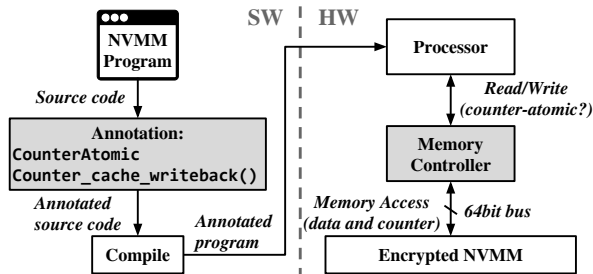 SW
HW
NVMM
Program
Source code
Annotation:
CounterAtomic
Counter_cache_writeback()
Annotated
source code
Compile
Annotated
program
Processor
Read/Write
(counter-atomic?)
Memory
Controller
Memory Access
(data and counter)
64bit bus
Encrypted NVMM